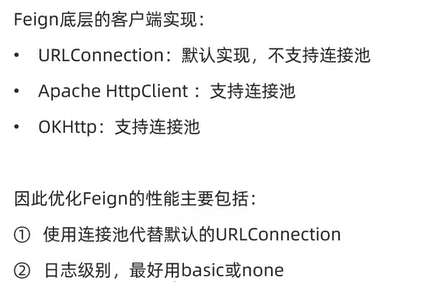 Feign底层的客户端实现：
• URLConnection：默认实现，不支持连接池
• Apache HttpClient ：支持连接池
• OKHttp：支持连接池
因此优化Feign的性能主要包括：
① 使用连接池代替默认的URLConnection
② 日志级别，最好用basic或none